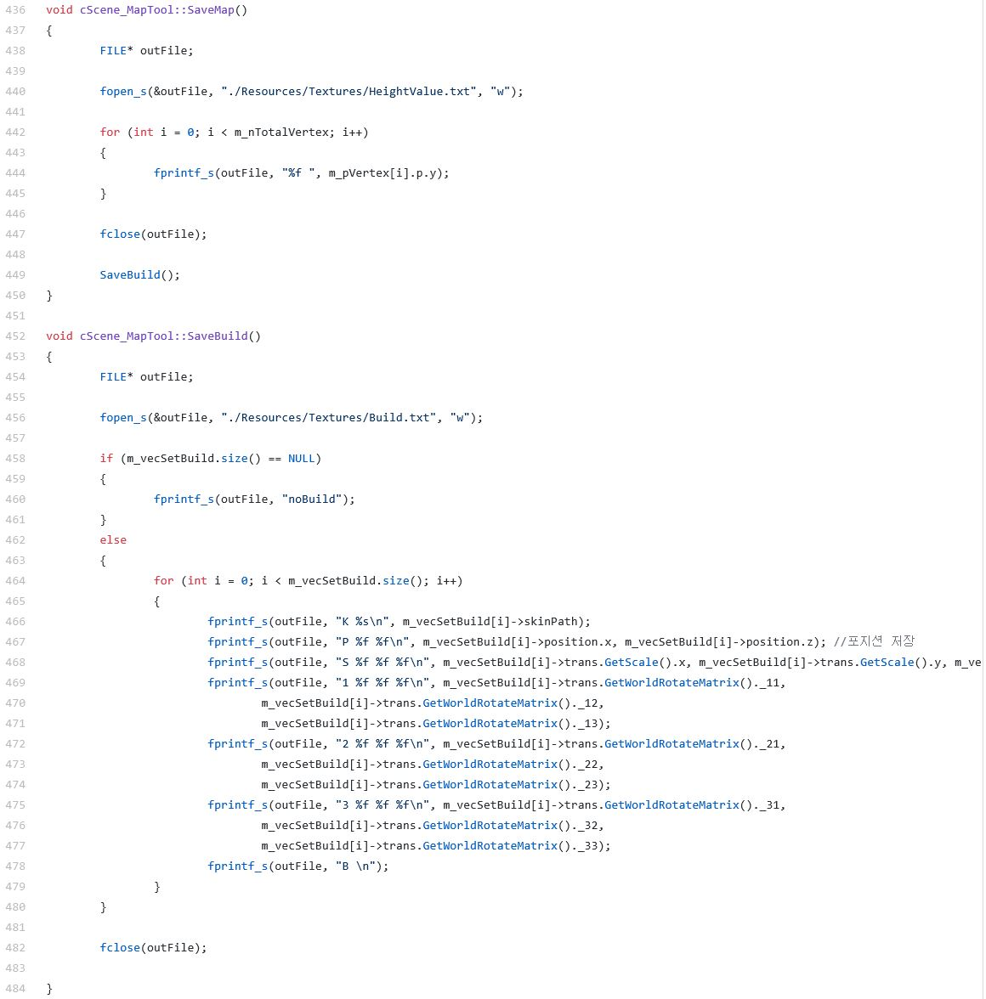 436 void cScene_MapTool::SaveMap()
437 {
438 FILE* outFile;
439
440 fopen_s(&outFile, "./Resources/Textures/HeightValue.txt", "w");
441
442 for (int i = 0; i < m_nTotalVertex; i++)
443 {
444 fprintf_s(outFile, "%f ", m_pVertex[i].p.y);
445 }
446
447 fclose(outFile);
448
449 SaveBuild();
450 }
451
452 void cScene_MapTool::SaveBuild()
453 {
454 FILE* outFile;
455
456 fopen_s(&outFile, "./Resources/Textures/Build.txt", "w");
457
458 if (m_vecSetBuild.size() == NULL)
459 {
460 fprintf_s(outFile, "noBuild");
461 }
462 else
463 {
464 for (int i = 0; i < m_vecSetBuild.size(); i++)
465 {
466 fprintf_s(outFile, "K %s\n", m_vecSetBuild[i]->skinPath);
467 fprintf_s(outFile, "P %f %f\n", m_vecSetBuild[i]->position.x, m_vecSetBuild[i]->position.z); //포지션 저장
468 fprintf_s(outFile, "S %f %f %f\n", m_vecSetBuild[i]->trans.GetScale().x, m_vecSetBuild[i]->trans.GetScale().y, m_ve
469 fprintf_s(outFile, "1 %f %f %f\n", m_vecSetBuild[i]->trans.GetWorldRotateMatrix()._11,
470 m_vecSetBuild[i]->trans.GetWorldRotateMatrix()._12,
471 m_vecSetBuild[i]->trans.GetWorldRotateMatrix()._13);
472 fprintf_s(outFile, "2 %f %f %f\n", m_vecSetBuild[i]->trans.GetWorldRotateMatrix()._21,
473 m_vecSetBuild[i]->trans.GetWorldRotateMatrix()._22,
474 m_vecSetBuild[i]->trans.GetWorldRotateMatrix()._23);
475 fprintf_s(outFile, "3 %f %f %f\n", m_vecSetBuild[i]->trans.GetWorldRotateMatrix()._31,
476 m_vecSetBuild[i]->trans.GetWorldRotateMatrix()._32,
477 m_vecSetBuild[i]->trans.GetWorldRotateMatrix()._33);
478 fprintf_s(outFile, "B \n");
479 }
480 }
481
482 fclose(outFile);
483
484 }